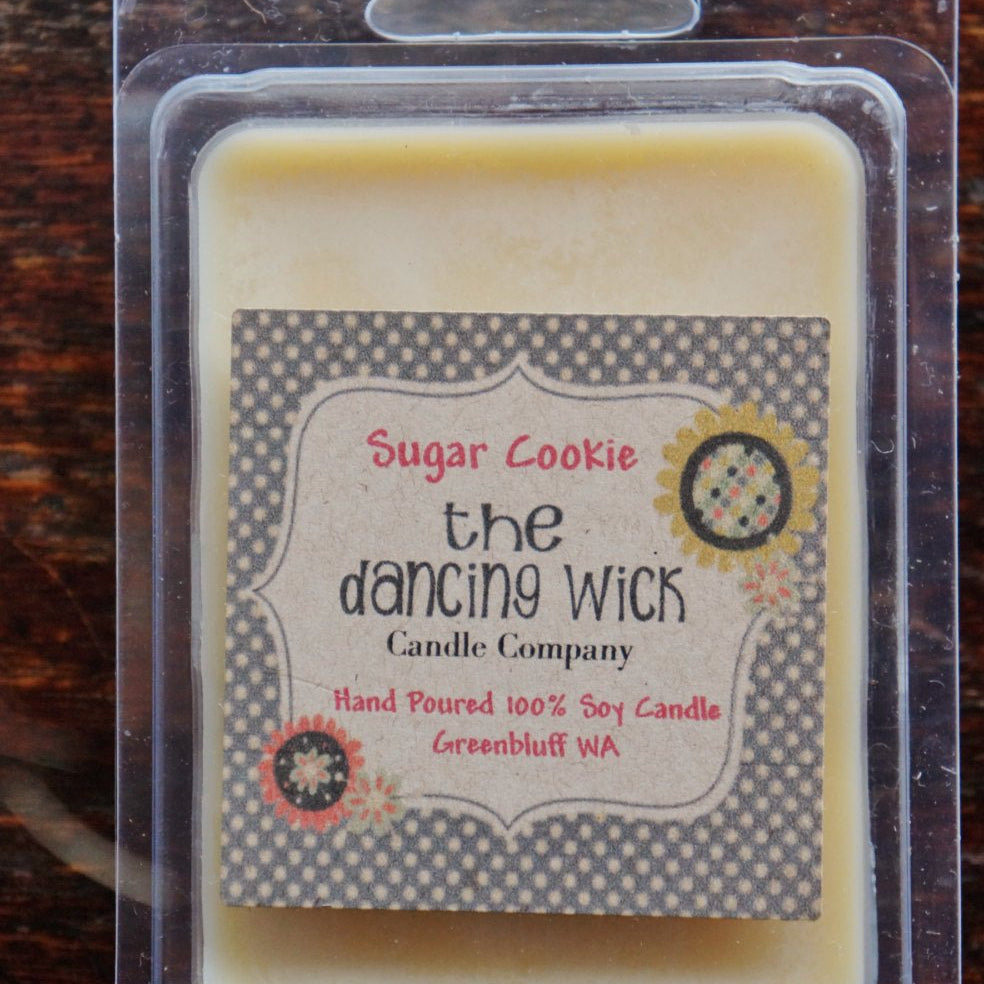 Sugar Cookie
the
dancing wick
Candle Company
Hand Poured 100% Soy Candle
Greenbluff WA